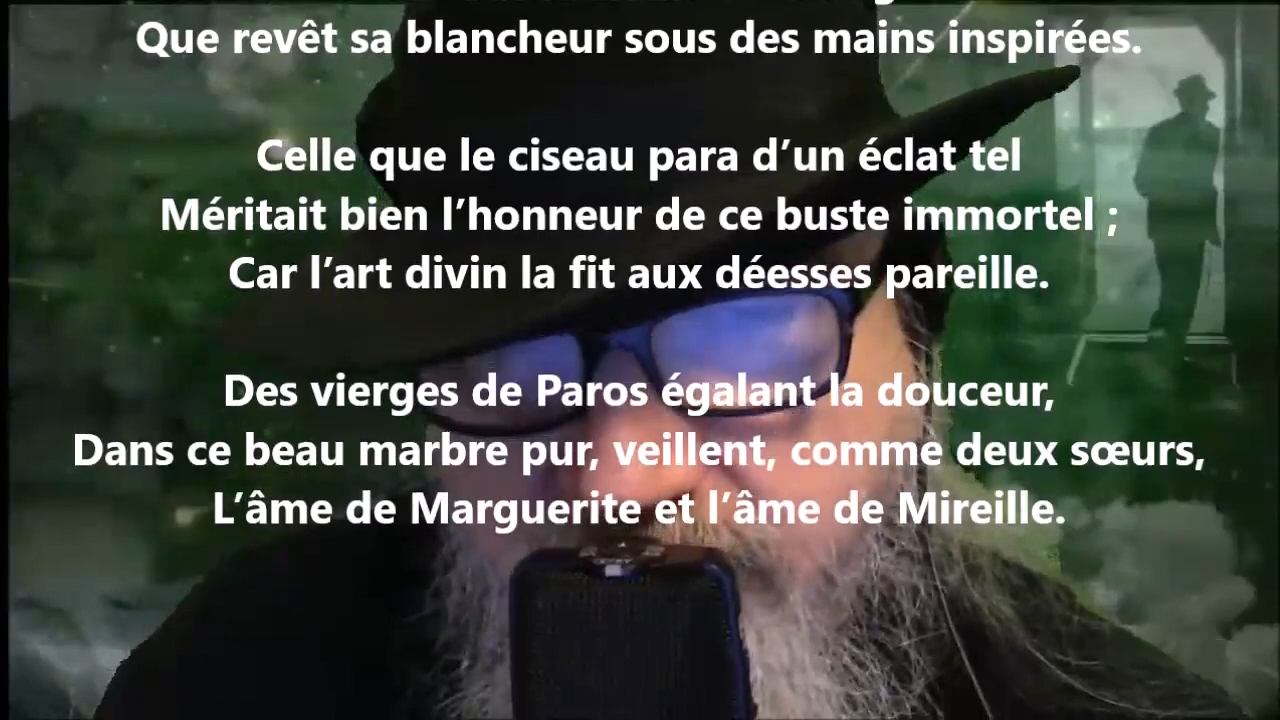 Que revêt sa blancheur sous des mains inspirées.
Celle que le ciseau para d’un éclat tel
Méritait bien l’honneur de ce buste immortel ;
Car l’art divin la fit aux déesses pareille.
Des vierges de Paros égalant la douceur,
Dans ce beau marbre pur, veillent, comme deux sœurs,
L’âme de Marguerite et l’âme de Mireille.